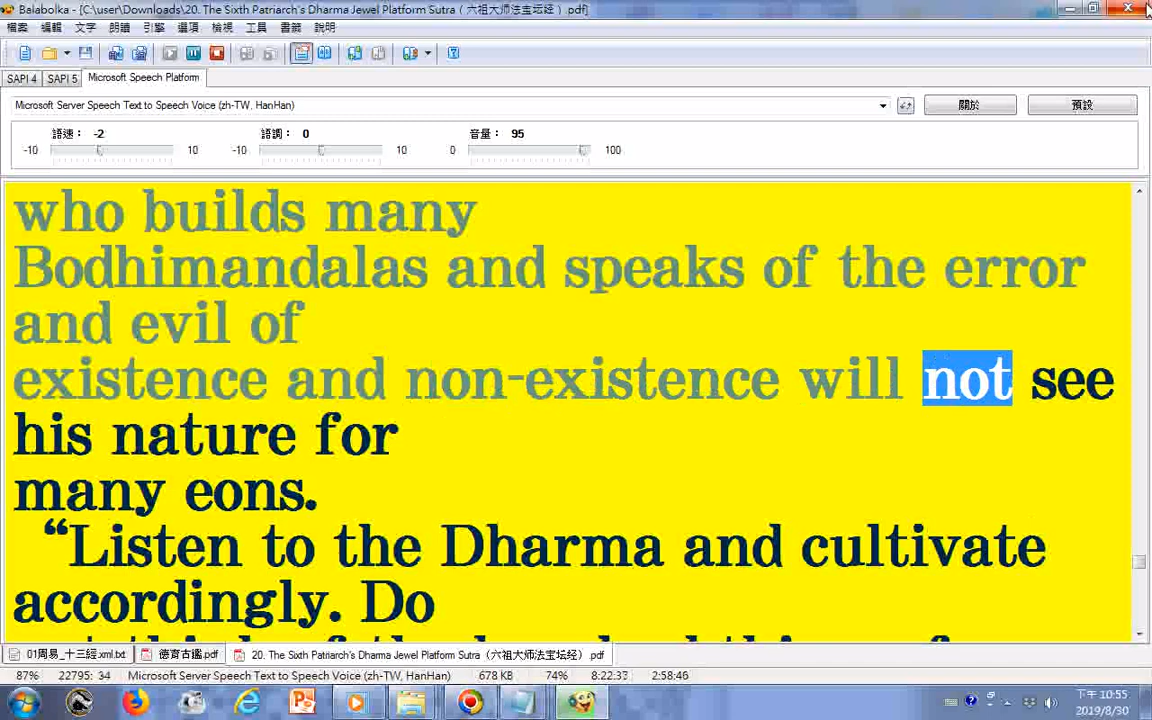 Balabolka - [C:\user\Downloads\20. The Sixth Patriarch's Dharma Jewel Platform Sutra（六祖大师法宝坛经）.pdf]
檔案 編輯 文字 朗讀 引擎 選項 檢視 工具 書籤 說明
SAPI 4 SAPI 5 Microsoft Speech Platform
Microsoft Server Speech Text to Speech Voice (zh-TW, HanHan) 關於 預設
語速： -2 語調： 0 音量： 95
-10 10 -10 10 0 100
who builds many
Bodhimandalas and speaks of the error
and evil of
existence and non-existence will not see
his nature for
many eons.
“Listen to the Dharma and cultivate
accordingly. Do
01周易_十三經.xml.txt 德育古鑑.pdf 20. The Sixth Patriarch's Dharma Jewel Platform Sutra（六祖大师法宝坛经）.pdf
87% 22795: 34 Microsoft Server Speech Text to Speech Voice (zh-TW, HanHan) 678 KB 74% 8:22:33 2:58:46
下午 10:55
2019/8/30